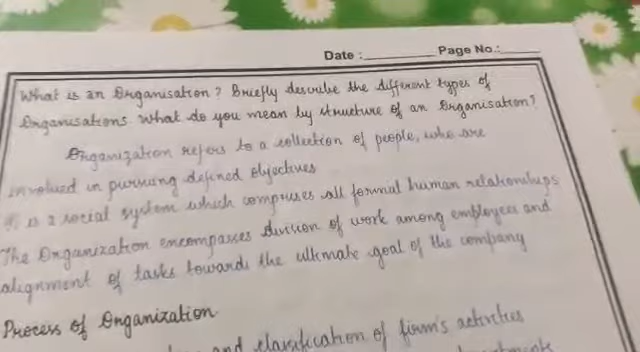 Date : Page No.:
What is an Organisation? Briefly describe the different types of
Organisations. What do you mean by structure of an Organisation?
Organization refers to a collection of people, who are
involved in pursuing defined objectives
It is a social system which comprises all formal human relationships
The Organization encompasses division of work among employees and
alignment of tasks towards the ultimate goal of the company
Process of Organization
and classification of firm's activities